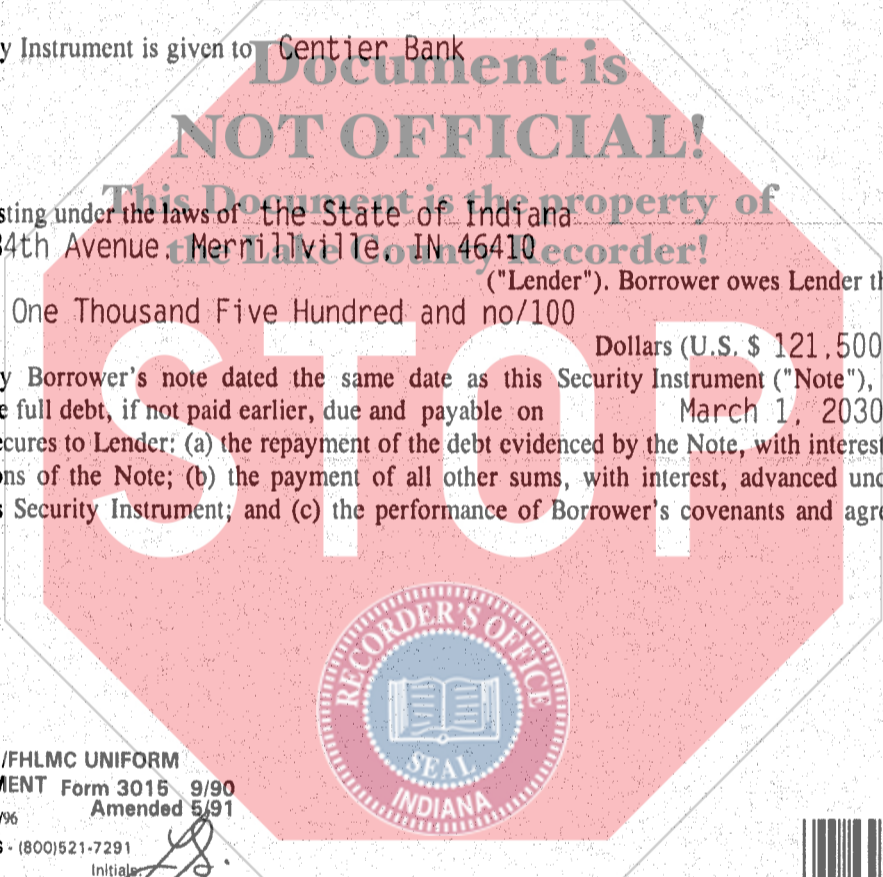 y Instrument is given to Centier Bank
Document is
NOT OFFICIAL!
This Document is the property of
sting under the laws of the State of Indiana
the Lake County Recorder!
4th Avenue, Merrillville, IN 46410
("Lender"). Borrower owes Lender th
One Thousand Five Hundred and no/100
Dollars (U.S. $ 121,500
y Borrower's note dated the same date as this Security Instrument ("Note"),
e full debt, if not paid earlier, due and payable on March 1, 2030
ecures to Lender: (a) the repayment of the debt evidenced by the Note, with interest
ons of the Note; (b) the payment of all other sums, with interest, advanced und
s Security Instrument; and (c) the performance of Borrower's covenants and agre
STOP
RECORDER'S OFFICE
SEAL
INDIANA
/FHLMC UNIFORM
MENT Form 3015 9/90
Amended 5/91
/96
S - (800)521-7291
Initials: